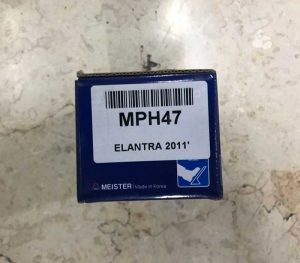 MPH47
ELANTRA 2011'
MEISTER Made in Korea